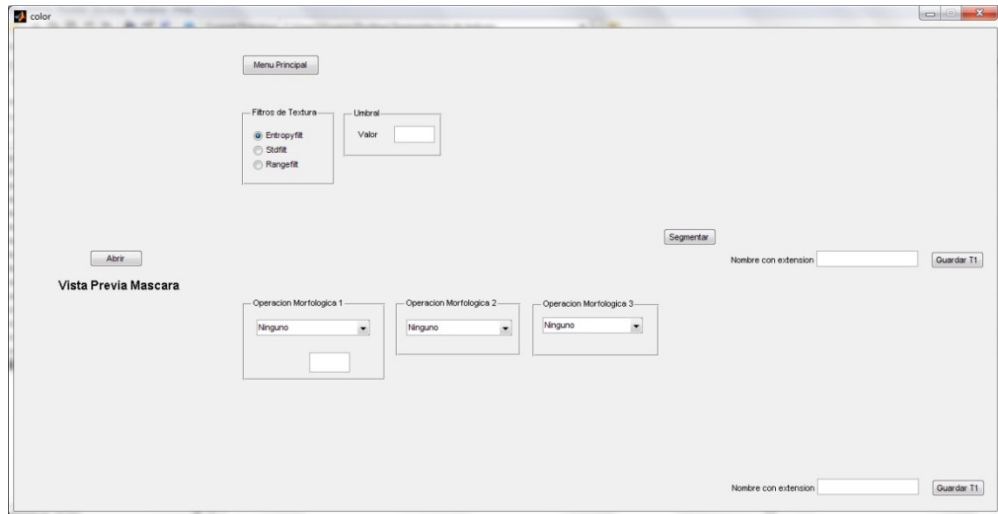 color
Menu Principal
Filtros de Textura
Entropyfilt
Stdfilt
Rangefilt
Umbral
Valor
Segmentar
Abrir
Nombre con extension
Guardar T1
Vista Previa Mascara
Operacion Morfologica 1
Ninguno
Operacion Morfologica 2
Ninguno
Operacion Morfologica 3
Ninguno
Nombre con extension
Guardar T1